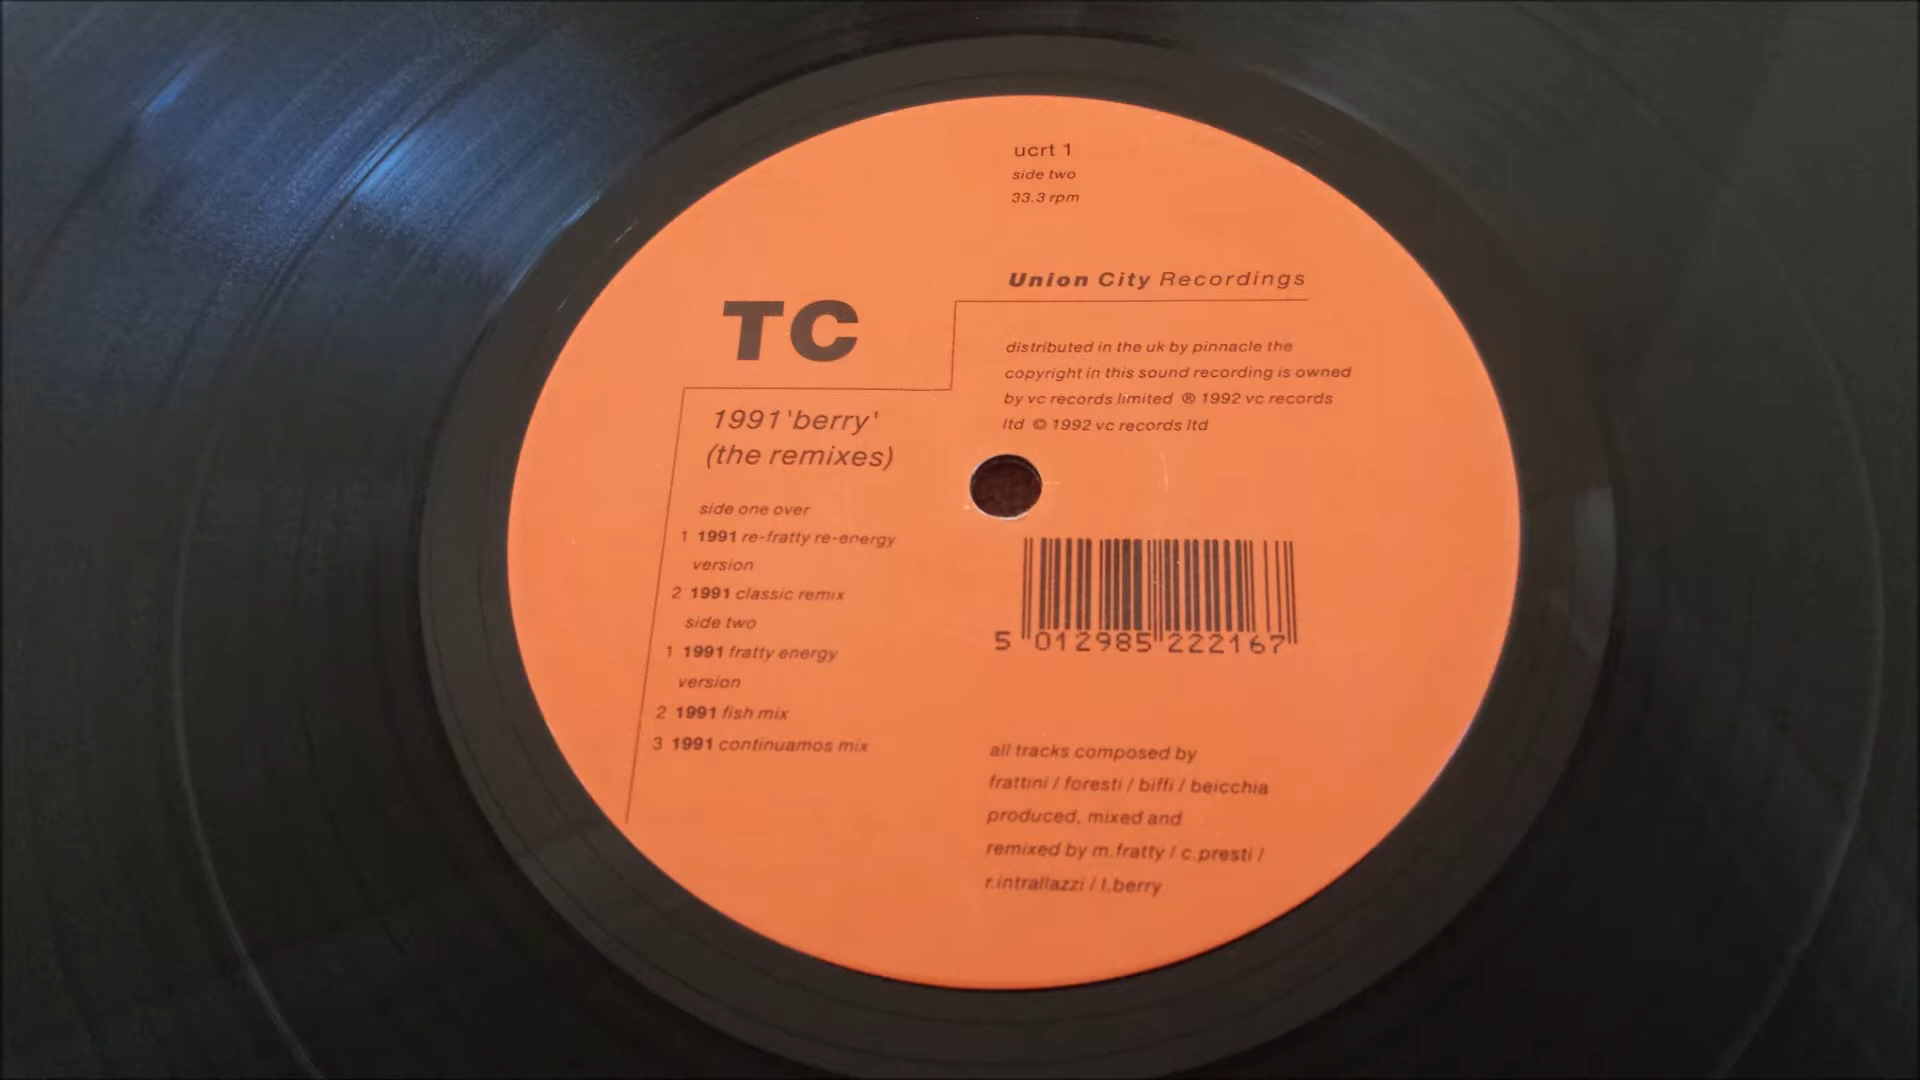 ucrt 1
side two
33.3 rpm
Union City Recordings
TC
distributed in the uk by pinnacle the
copyright in this sound recording is owned
by vc records limited ℗ 1992 vc records
ltd © 1992 vc records ltd
1991 'berry'
(the remixes)
side one over
1 1991 re-fratty re-energy
version
2 1991 classic remix
side two
1 1991 fratty energy
version
2 1991 fish mix
3 1991 continuamos mix
5 012985 222167
all tracks composed by
frattini / foresti / biffi / beicchia
produced, mixed and
remixed by m.fratty / c.presti /
r.intrallazzi / l.berry